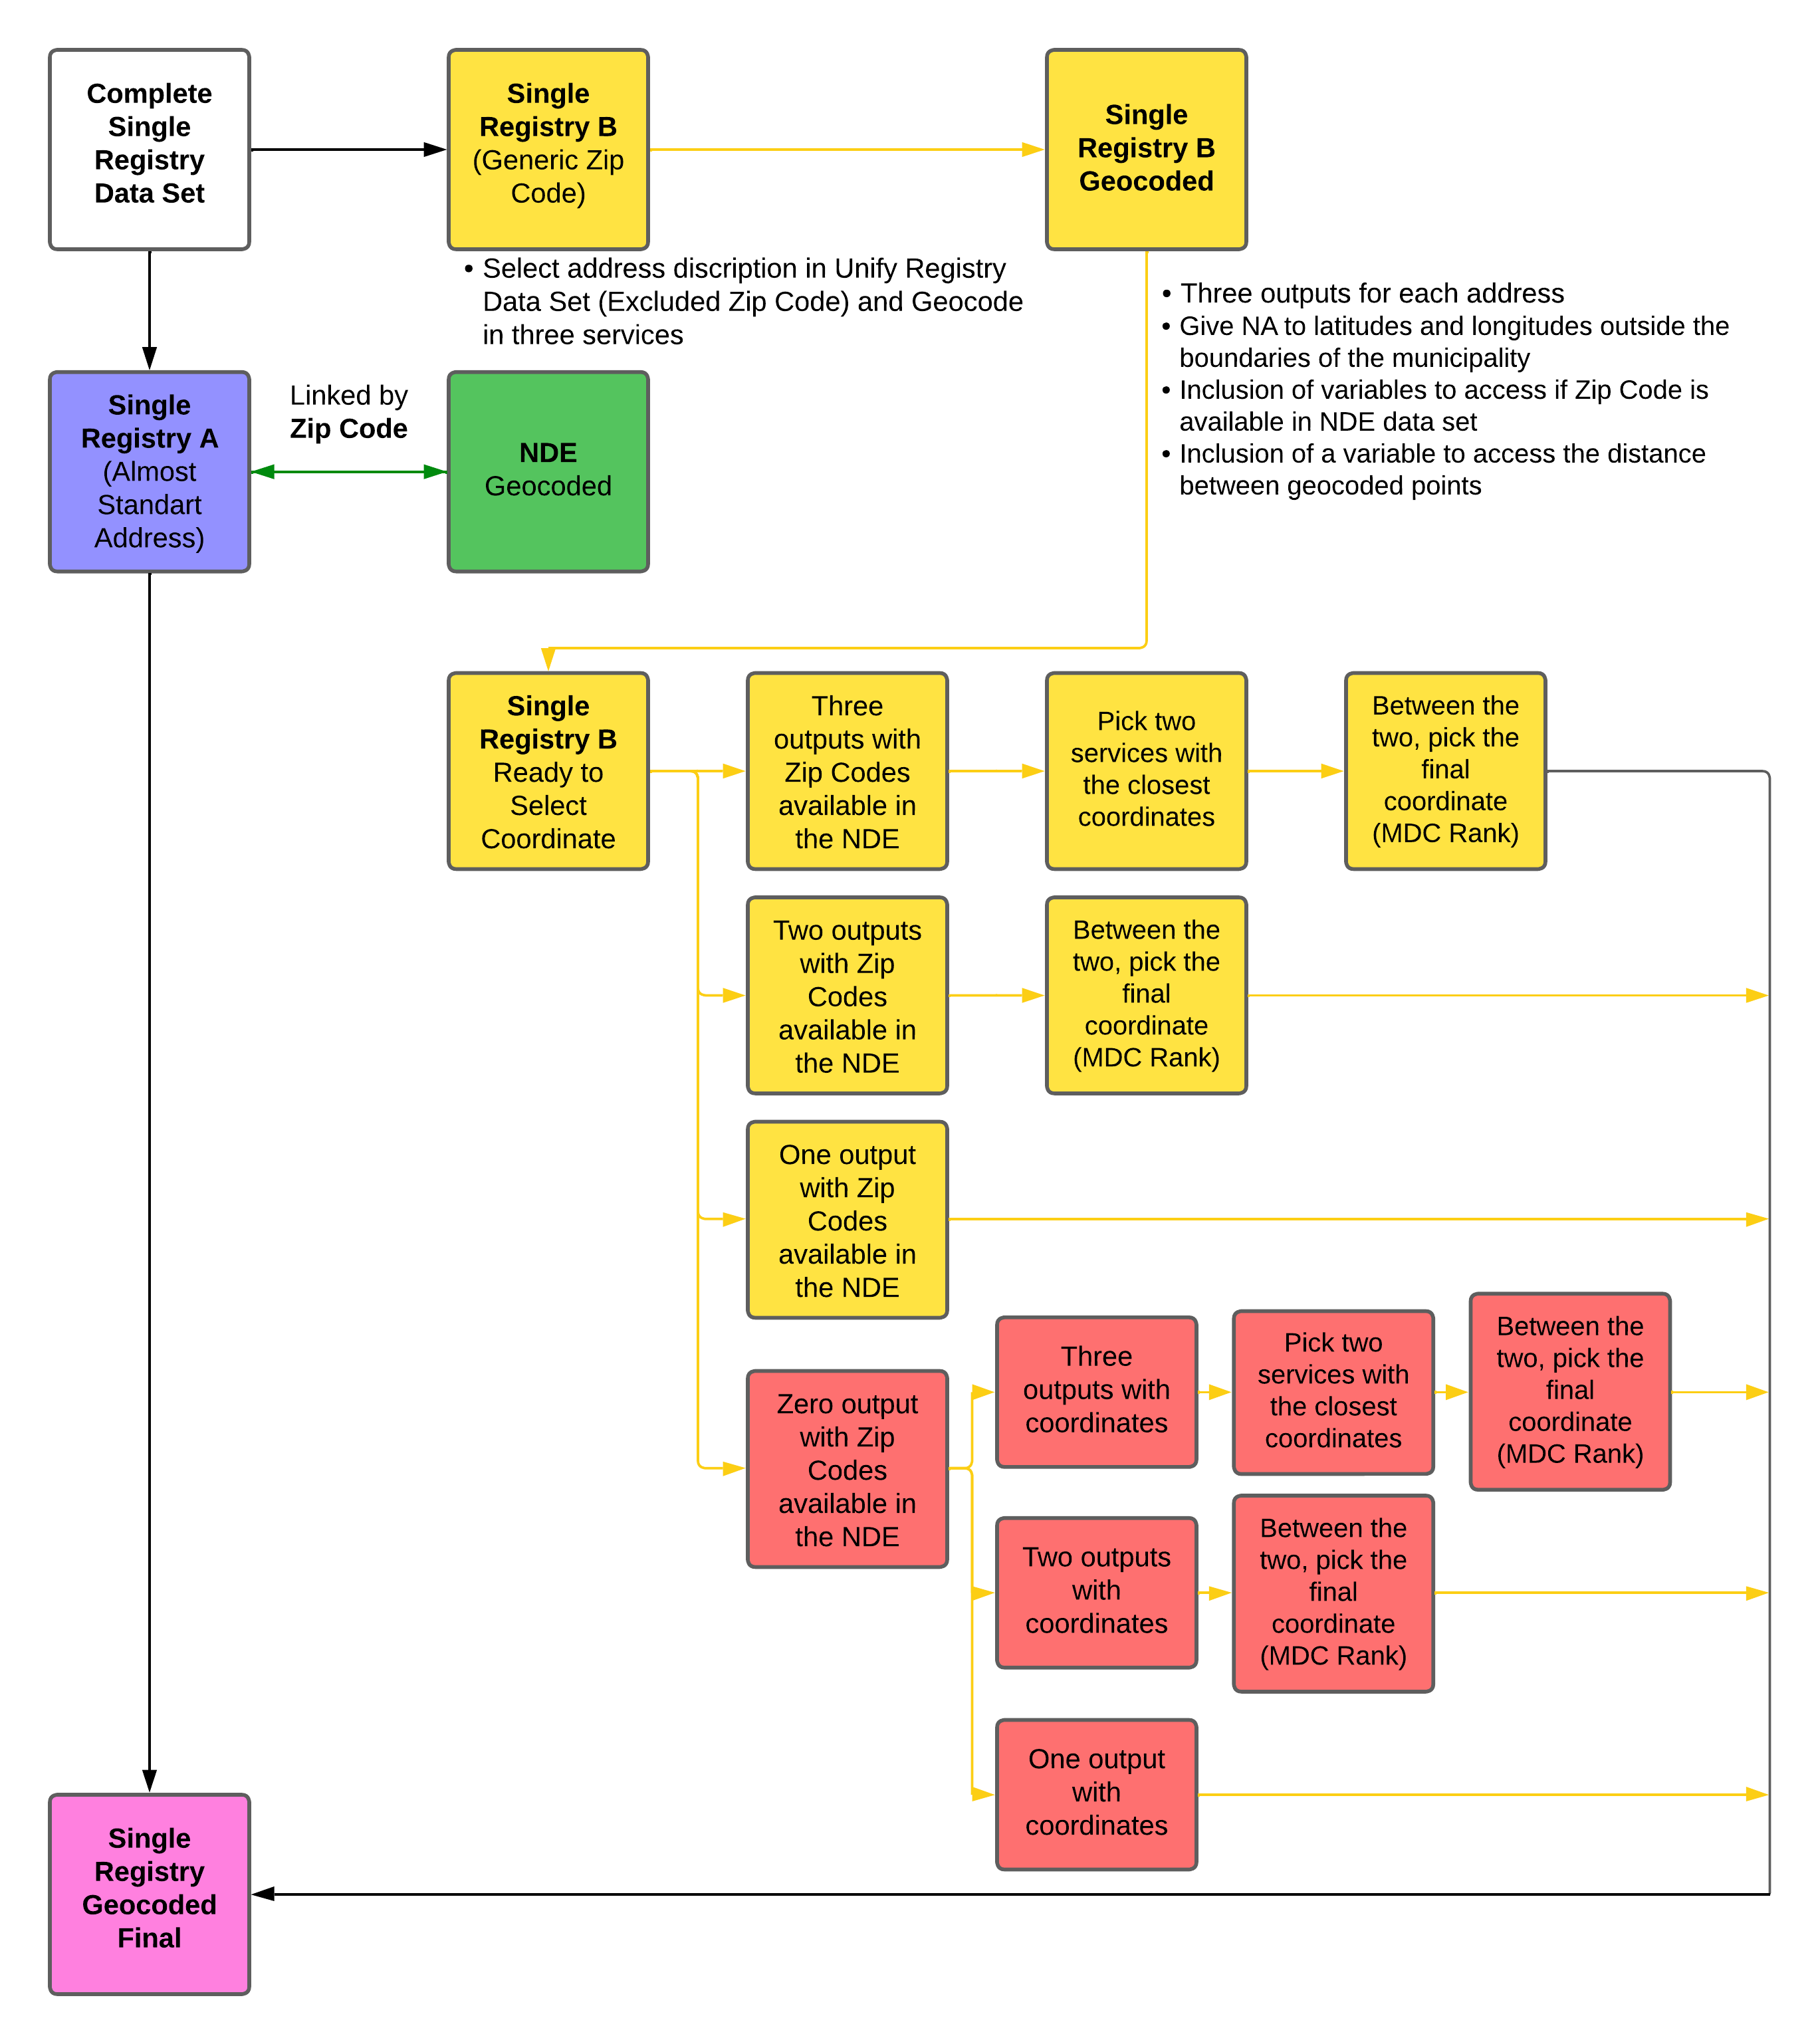 Complete
Single
Registry
Data Set
Single
Registry B
(Generic Zip
Code)
Single
Registry B
Geocoded
• Select address discription in Unify Registry
Data Set (Excluded Zip Code) and Geocode
in three services
• Three outputs for each address
• Give NA to latitudes and longitudes outside the
boundaries of the municipality
• Inclusion of variables to access if Zip Code is
available in NDE data set
• Inclusion of a variable to access the distance
between geocoded points
Single
Registry A
(Almost
Standart
Address)
Linked by
Zip Code
NDE
Geocoded
Single
Registry B
Ready to
Select
Coordinate
Three
outputs with
Zip Codes
available in
the NDE
Pick two
services with
the closest
coordinates
Between the
two, pick the
final
coordinate
(MDC Rank)
Two outputs
with Zip
Codes
available in
the NDE
Between the
two, pick the
final
coordinate
(MDC Rank)
One output
with Zip
Codes
available in
the NDE
Zero output
with Zip
Codes
available in
the NDE
Three
outputs with
coordinates
Pick two
services with
the closest
coordinates
Between the
two, pick the
final
coordinate
(MDC Rank)
Two outputs
with
coordinates
Between the
two, pick the
final
coordinate
(MDC Rank)
One output
with
coordinates
Single
Registry
Geocoded
Final